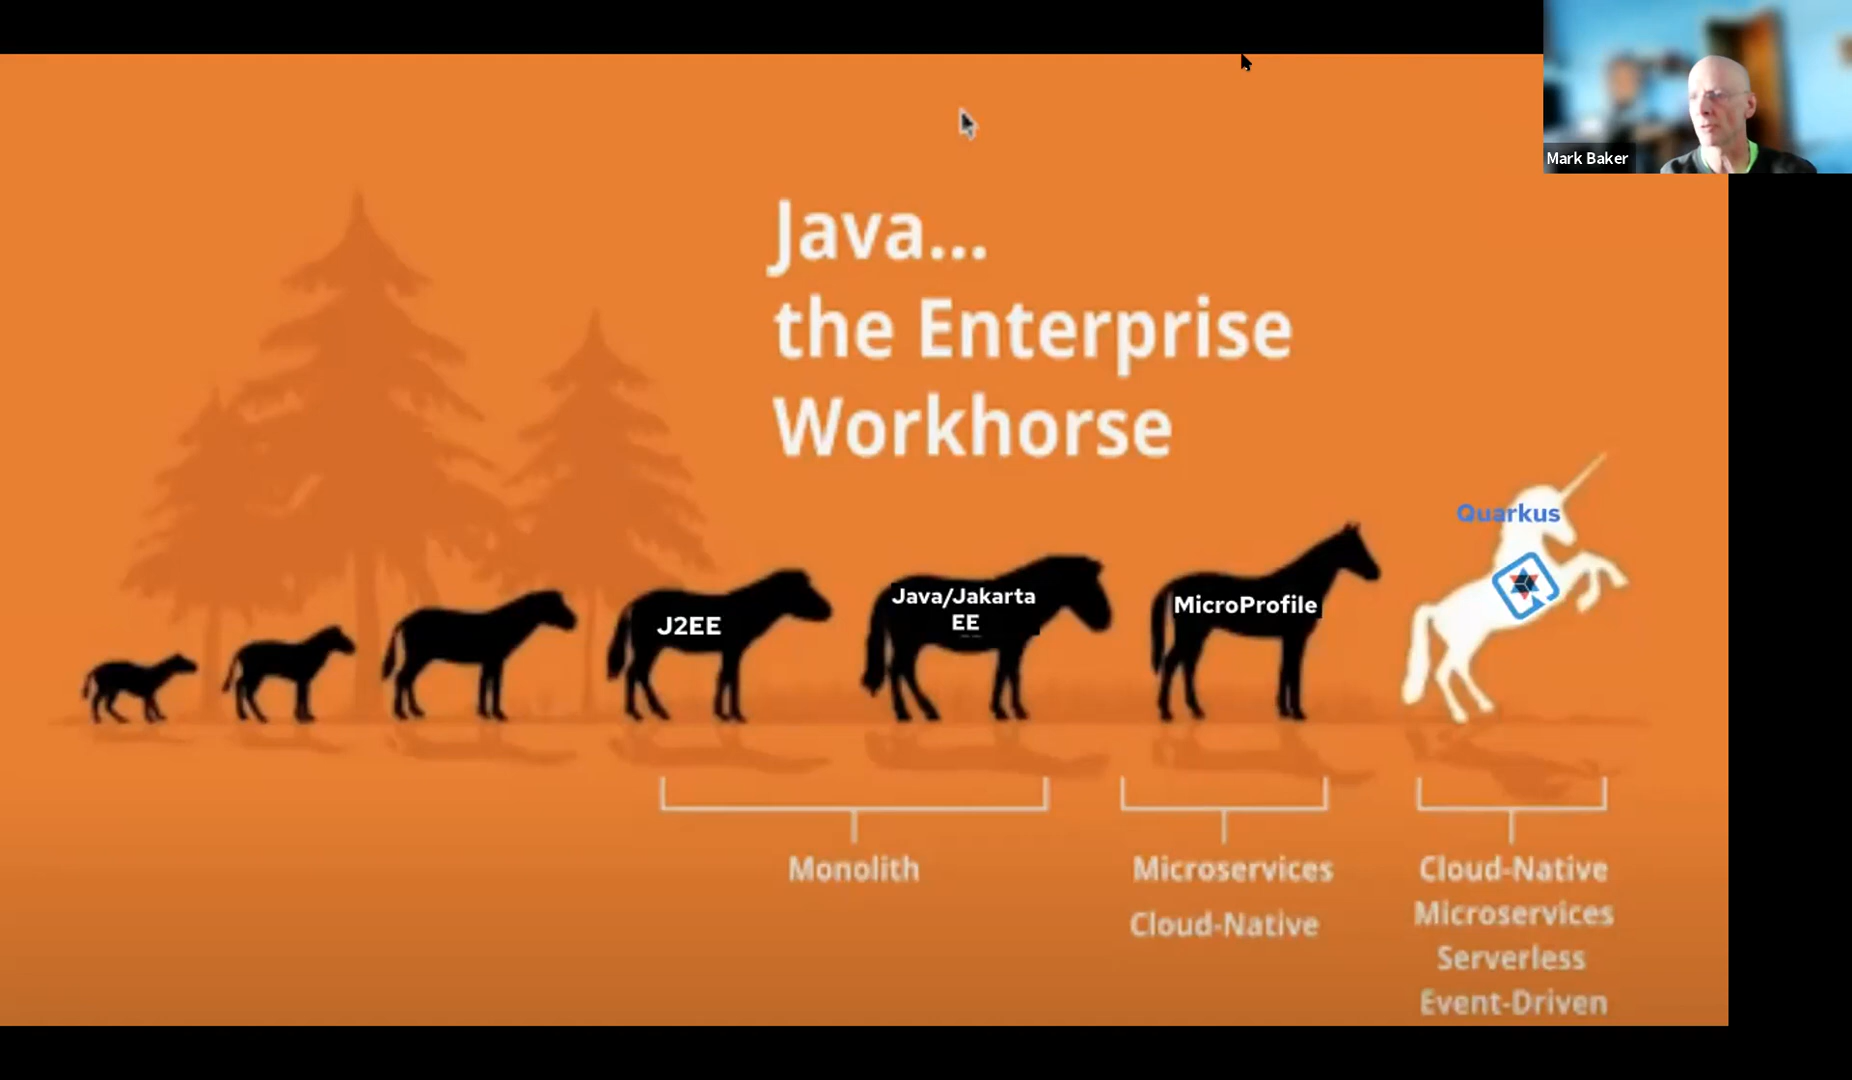 Mark Baker
Java...
the Enterprise
Workhorse
Quarkus
J2EE
Java/Jakarta
EE
MicroProfile
Monolith
Microservices
Cloud-Native
Cloud-Native
Microservices
Serverless
Event-Driven